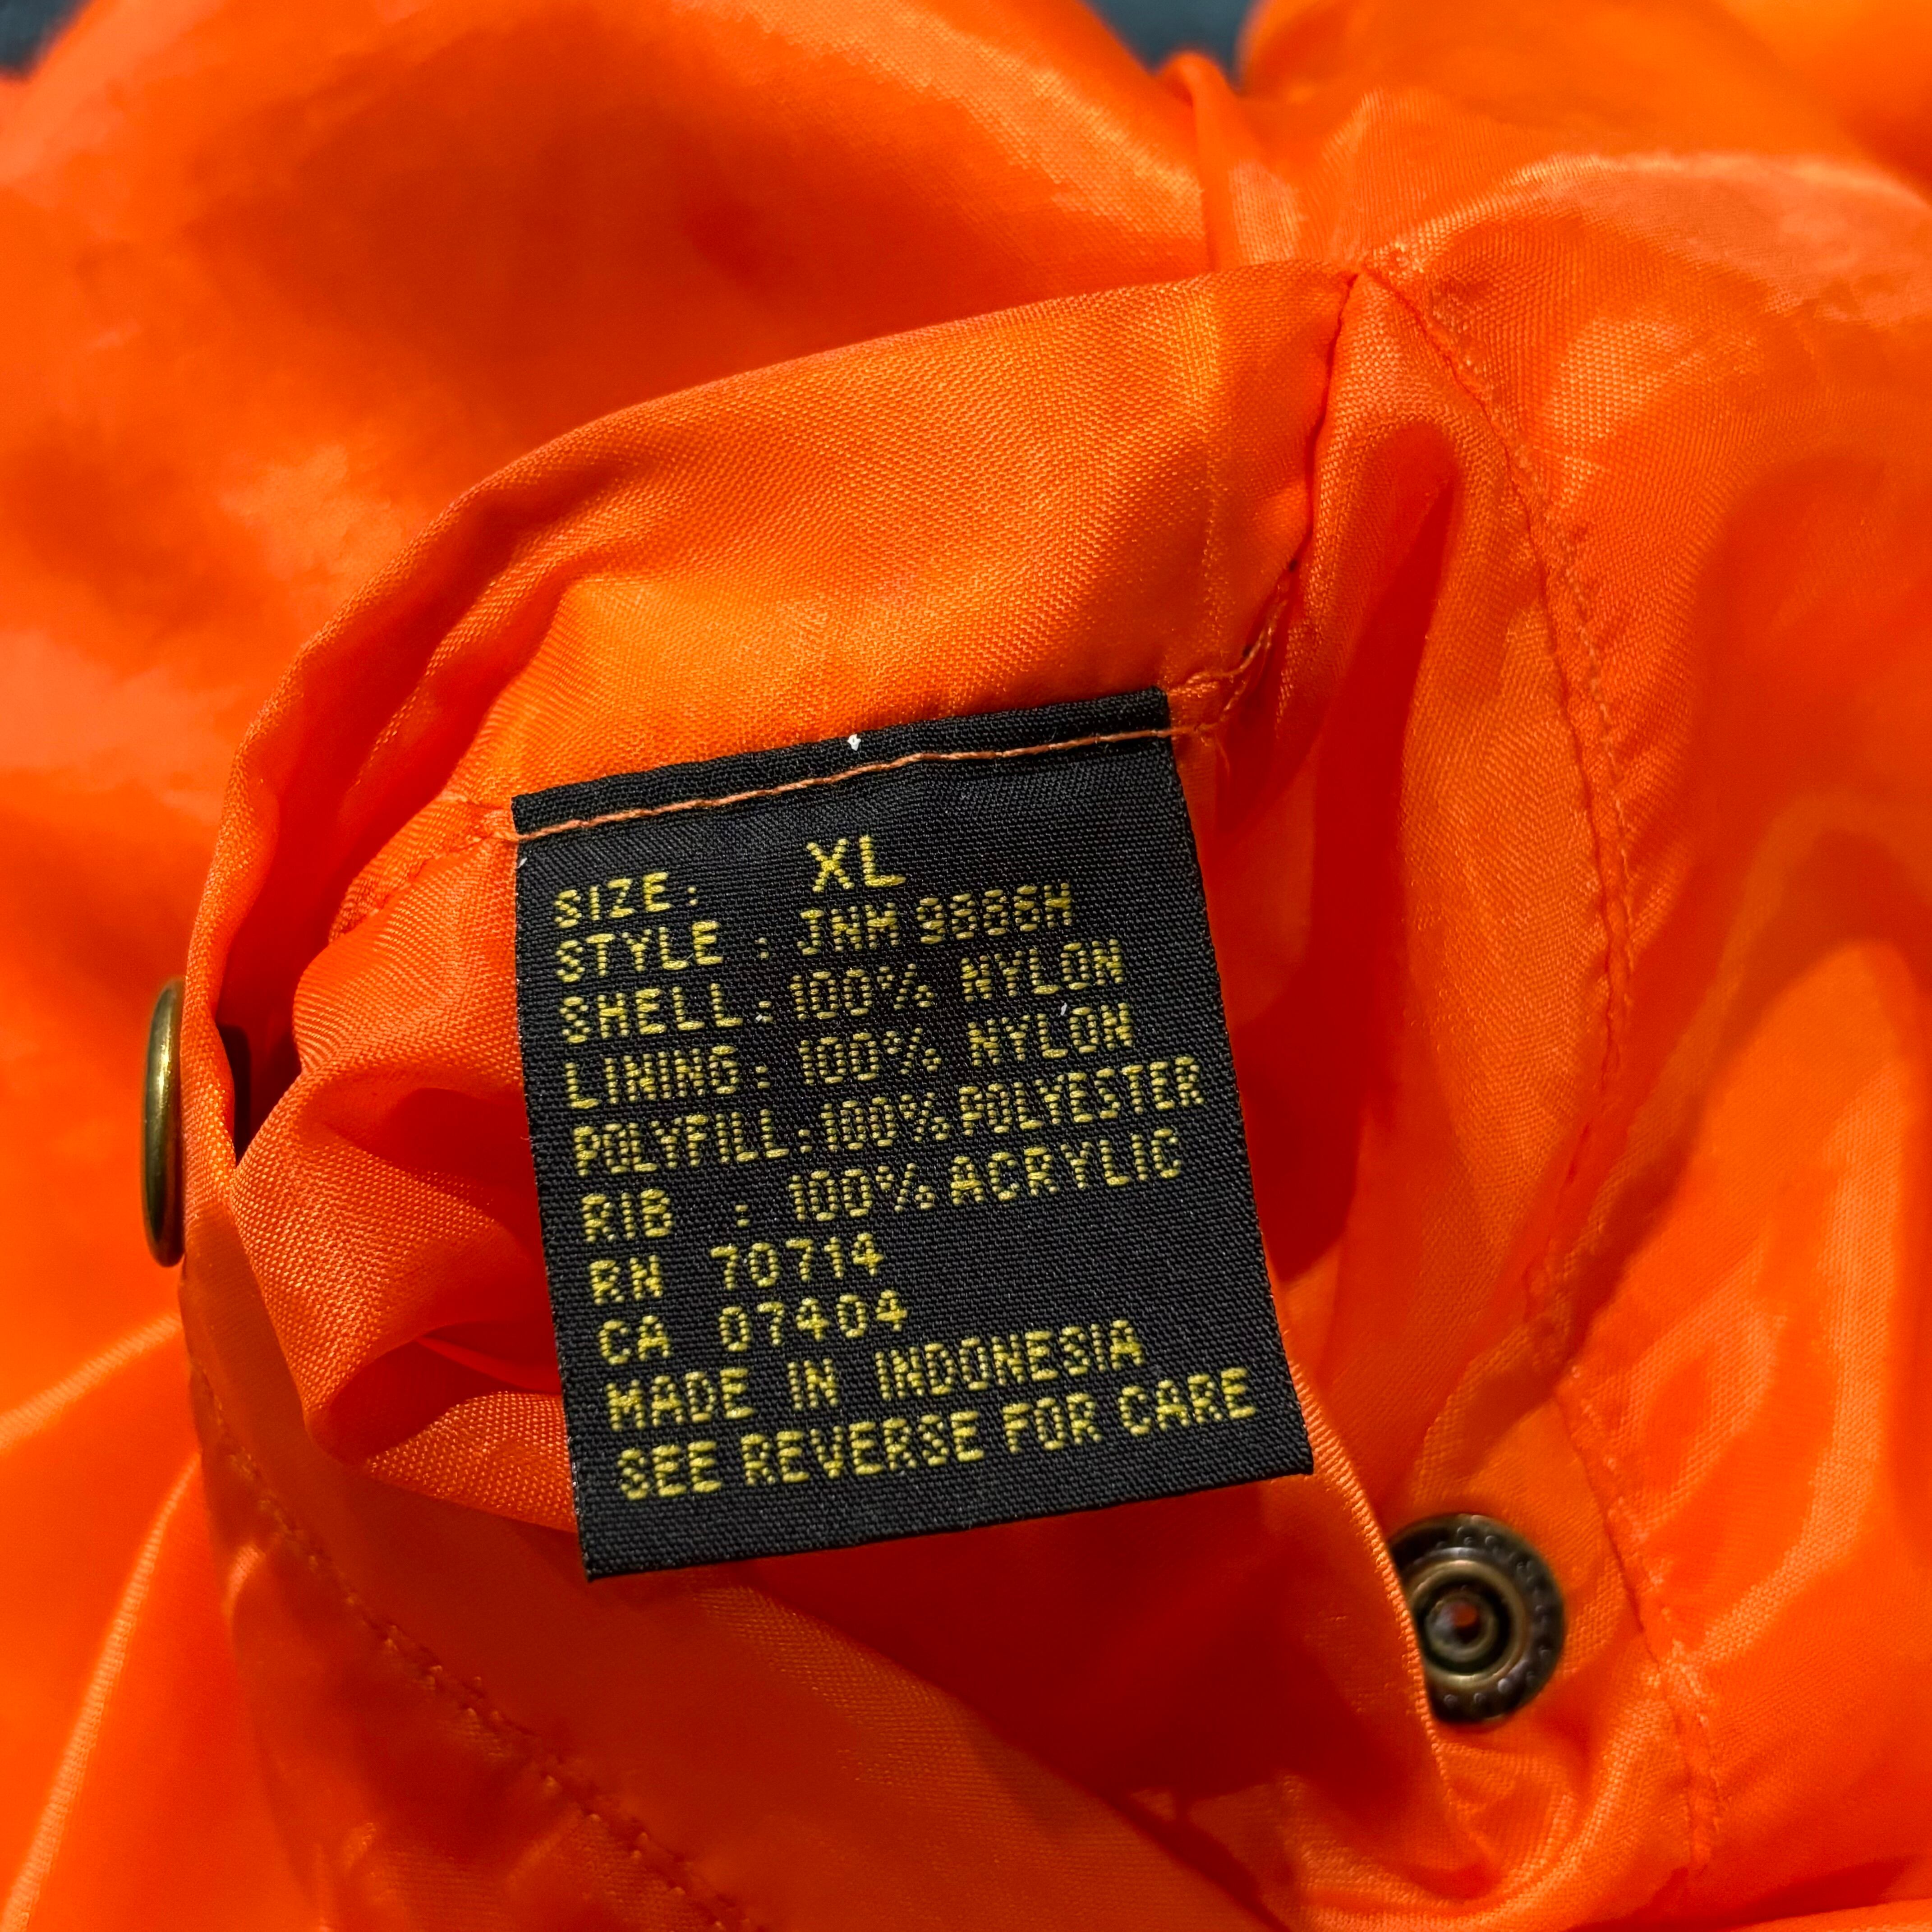 SIZE: XL
STYLE : JNM 9888H
SHELL: 100% NYLON
LINING: 100% NYLON
POLYFILL:100% POLYESTER
RIB : 100% ACRYLIC
RN 70714
CA 07404
MADE IN INDONESIA
SEE REVERSE FOR CARE